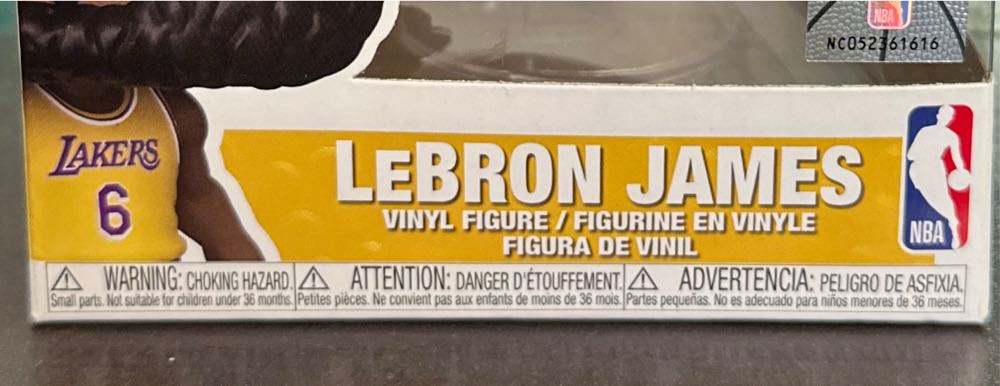 NBA
NC052361616
LAKERS
6
LEBRON JAMES
VINYL FIGURE / FIGURINE EN VINYLE
FIGURA DE VINIL
NBA
WARNING: CHOKING HAZARD.
Small parts. Not suitable for children under 36 months.
ATTENTION: DANGER D'ÉTOUFFEMENT.
Petites pièces. Ne convient pas aux enfants de moins de 36 mois.
ADVERTENCIA: PELIGRO DE ASFIXIA.
Partes pequeñas. No es adecuado para niños menores de 36 meses.